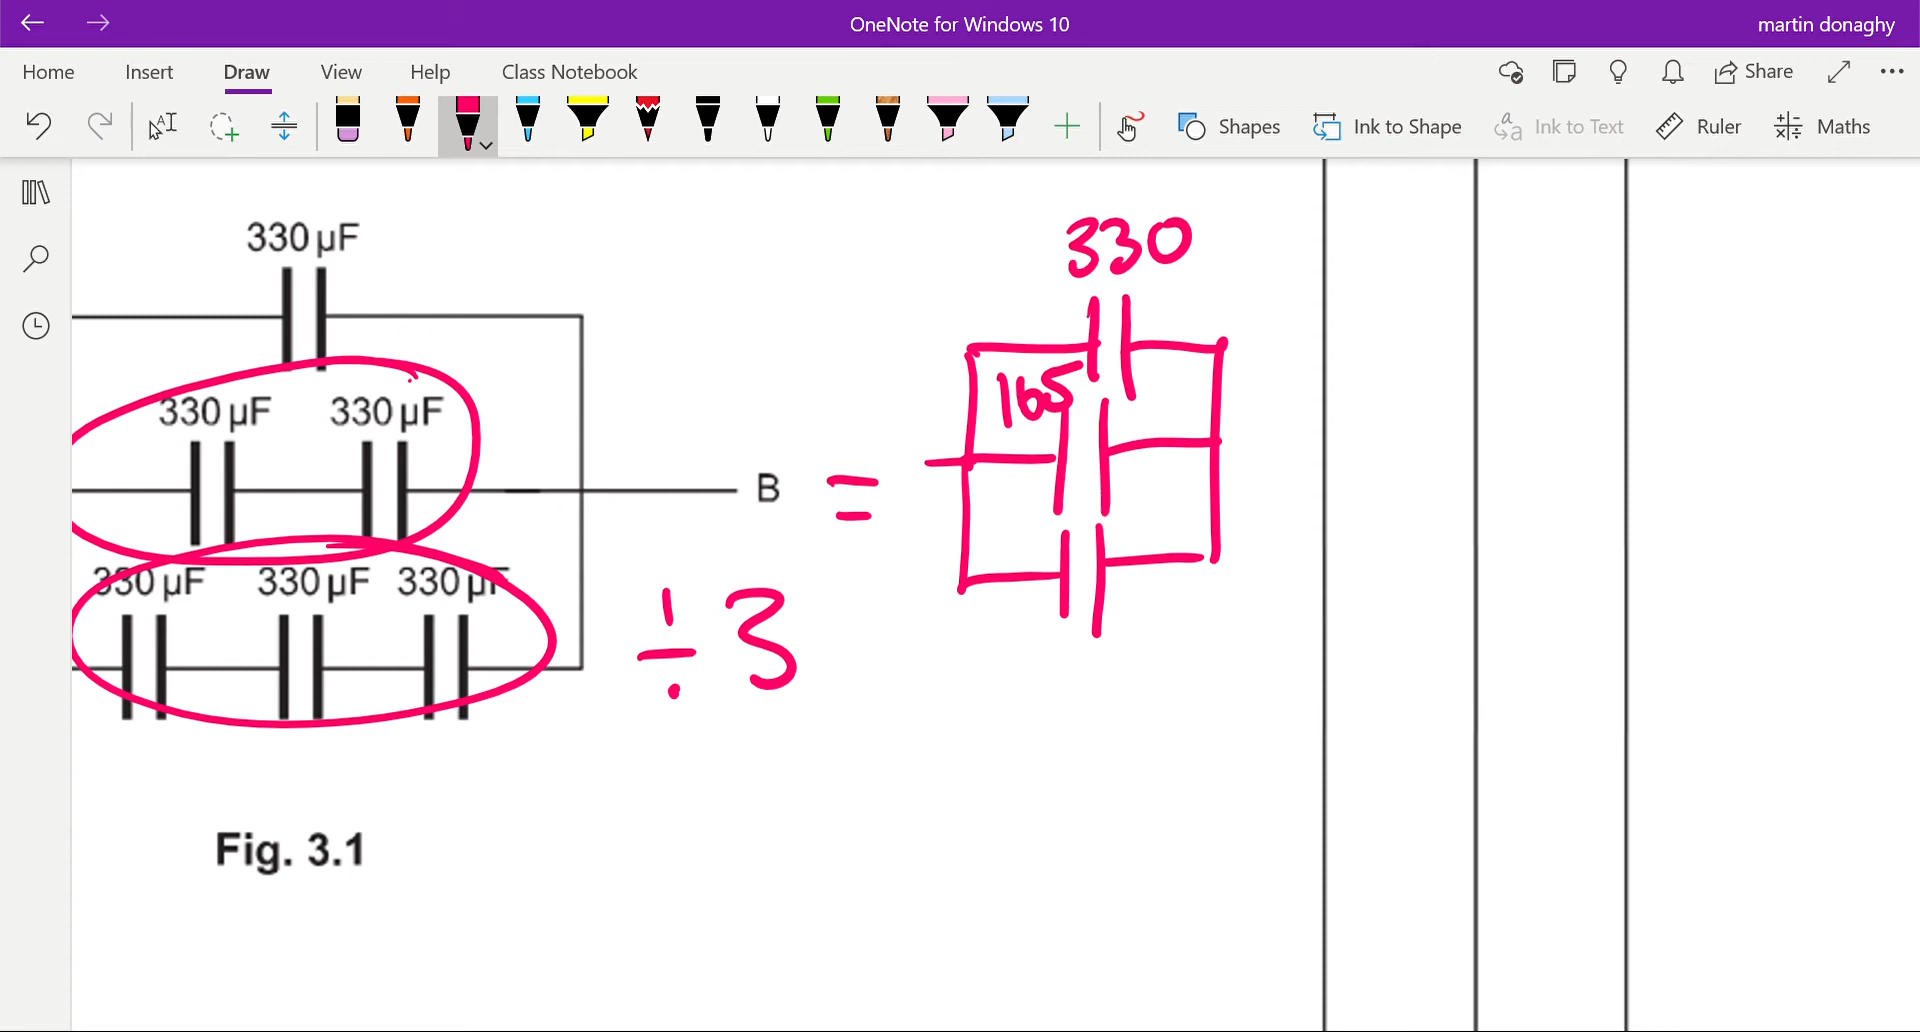 OneNote for Windows 10
martin donaghy
Home Insert Draw View Help Class Notebook
Share
Shapes Ink to Shape Ink to Text Ruler Maths
330 µF
330
330 µF 330 µF
165
B
=
330 µF 330 µF 330 µF
÷ 3
Fig. 3.1